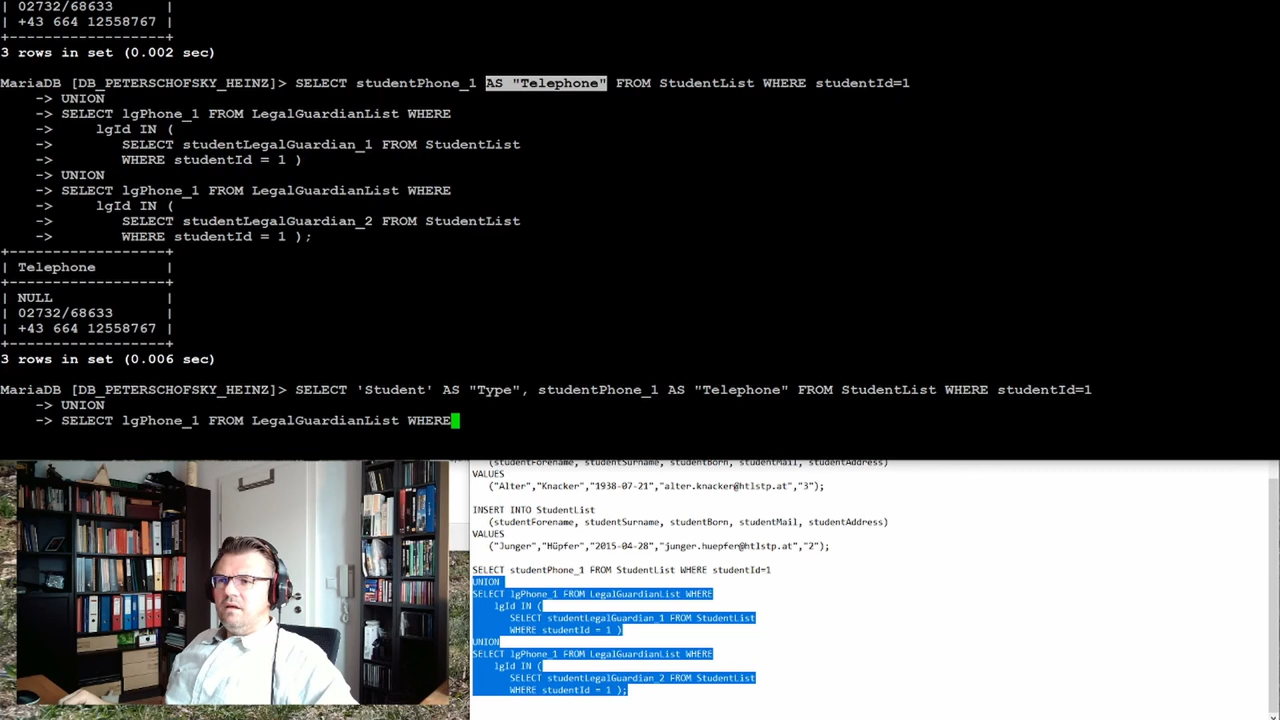 | 02732/68633      |
| +43 664 12558767 |
+------------------+
3 rows in set (0.002 sec)
MariaDB [DB_PETERSCHOFSKY_HEINZ]> SELECT studentPhone_1 AS "Telephone" FROM StudentList WHERE studentId=1
    -> UNION
    -> SELECT lgPhone_1 FROM LegalGuardianList WHERE
    ->     lgId IN (
    ->        SELECT studentLegalGuardian_1 FROM StudentList
    ->        WHERE studentId = 1 )
    -> UNION
    -> SELECT lgPhone_1 FROM LegalGuardianList WHERE
    ->     lgId IN (
    ->        SELECT studentLegalGuardian_2 FROM StudentList
    ->        WHERE studentId = 1 );
+------------------+
| Telephone        |
+------------------+
| NULL             |
| 02732/68633      |
| +43 664 12558767 |
+------------------+
3 rows in set (0.006 sec)
MariaDB [DB_PETERSCHOFSKY_HEINZ]> SELECT 'Student' AS "Type", studentPhone_1 AS "Telephone" FROM StudentList WHERE studentId=1
    -> UNION
    -> SELECT lgPhone_1 FROM LegalGuardianList WHERE
(studentForename, studentSurname, studentBorn, studentMail, studentAddress)
VALUES
("Alter","Knacker","1938-07-21","alter.knacker@htlstp.at","3");
INSERT INTO StudentList
(studentForename, studentSurname, studentBorn, studentMail, studentAddress)
VALUES
("Junger","Hüpfer","2015-04-28","junger.huepfer@htlstp.at","2");
SELECT studentPhone_1 FROM StudentList WHERE studentId=1
UNION
SELECT lgPhone_1 FROM LegalGuardianList WHERE
lgId IN (
SELECT studentLegalGuardian_1 FROM StudentList
WHERE studentId = 1 )
UNION
SELECT lgPhone_1 FROM LegalGuardianList WHERE
lgId IN (
SELECT studentLegalGuardian_2 FROM StudentList
WHERE studentId = 1 );